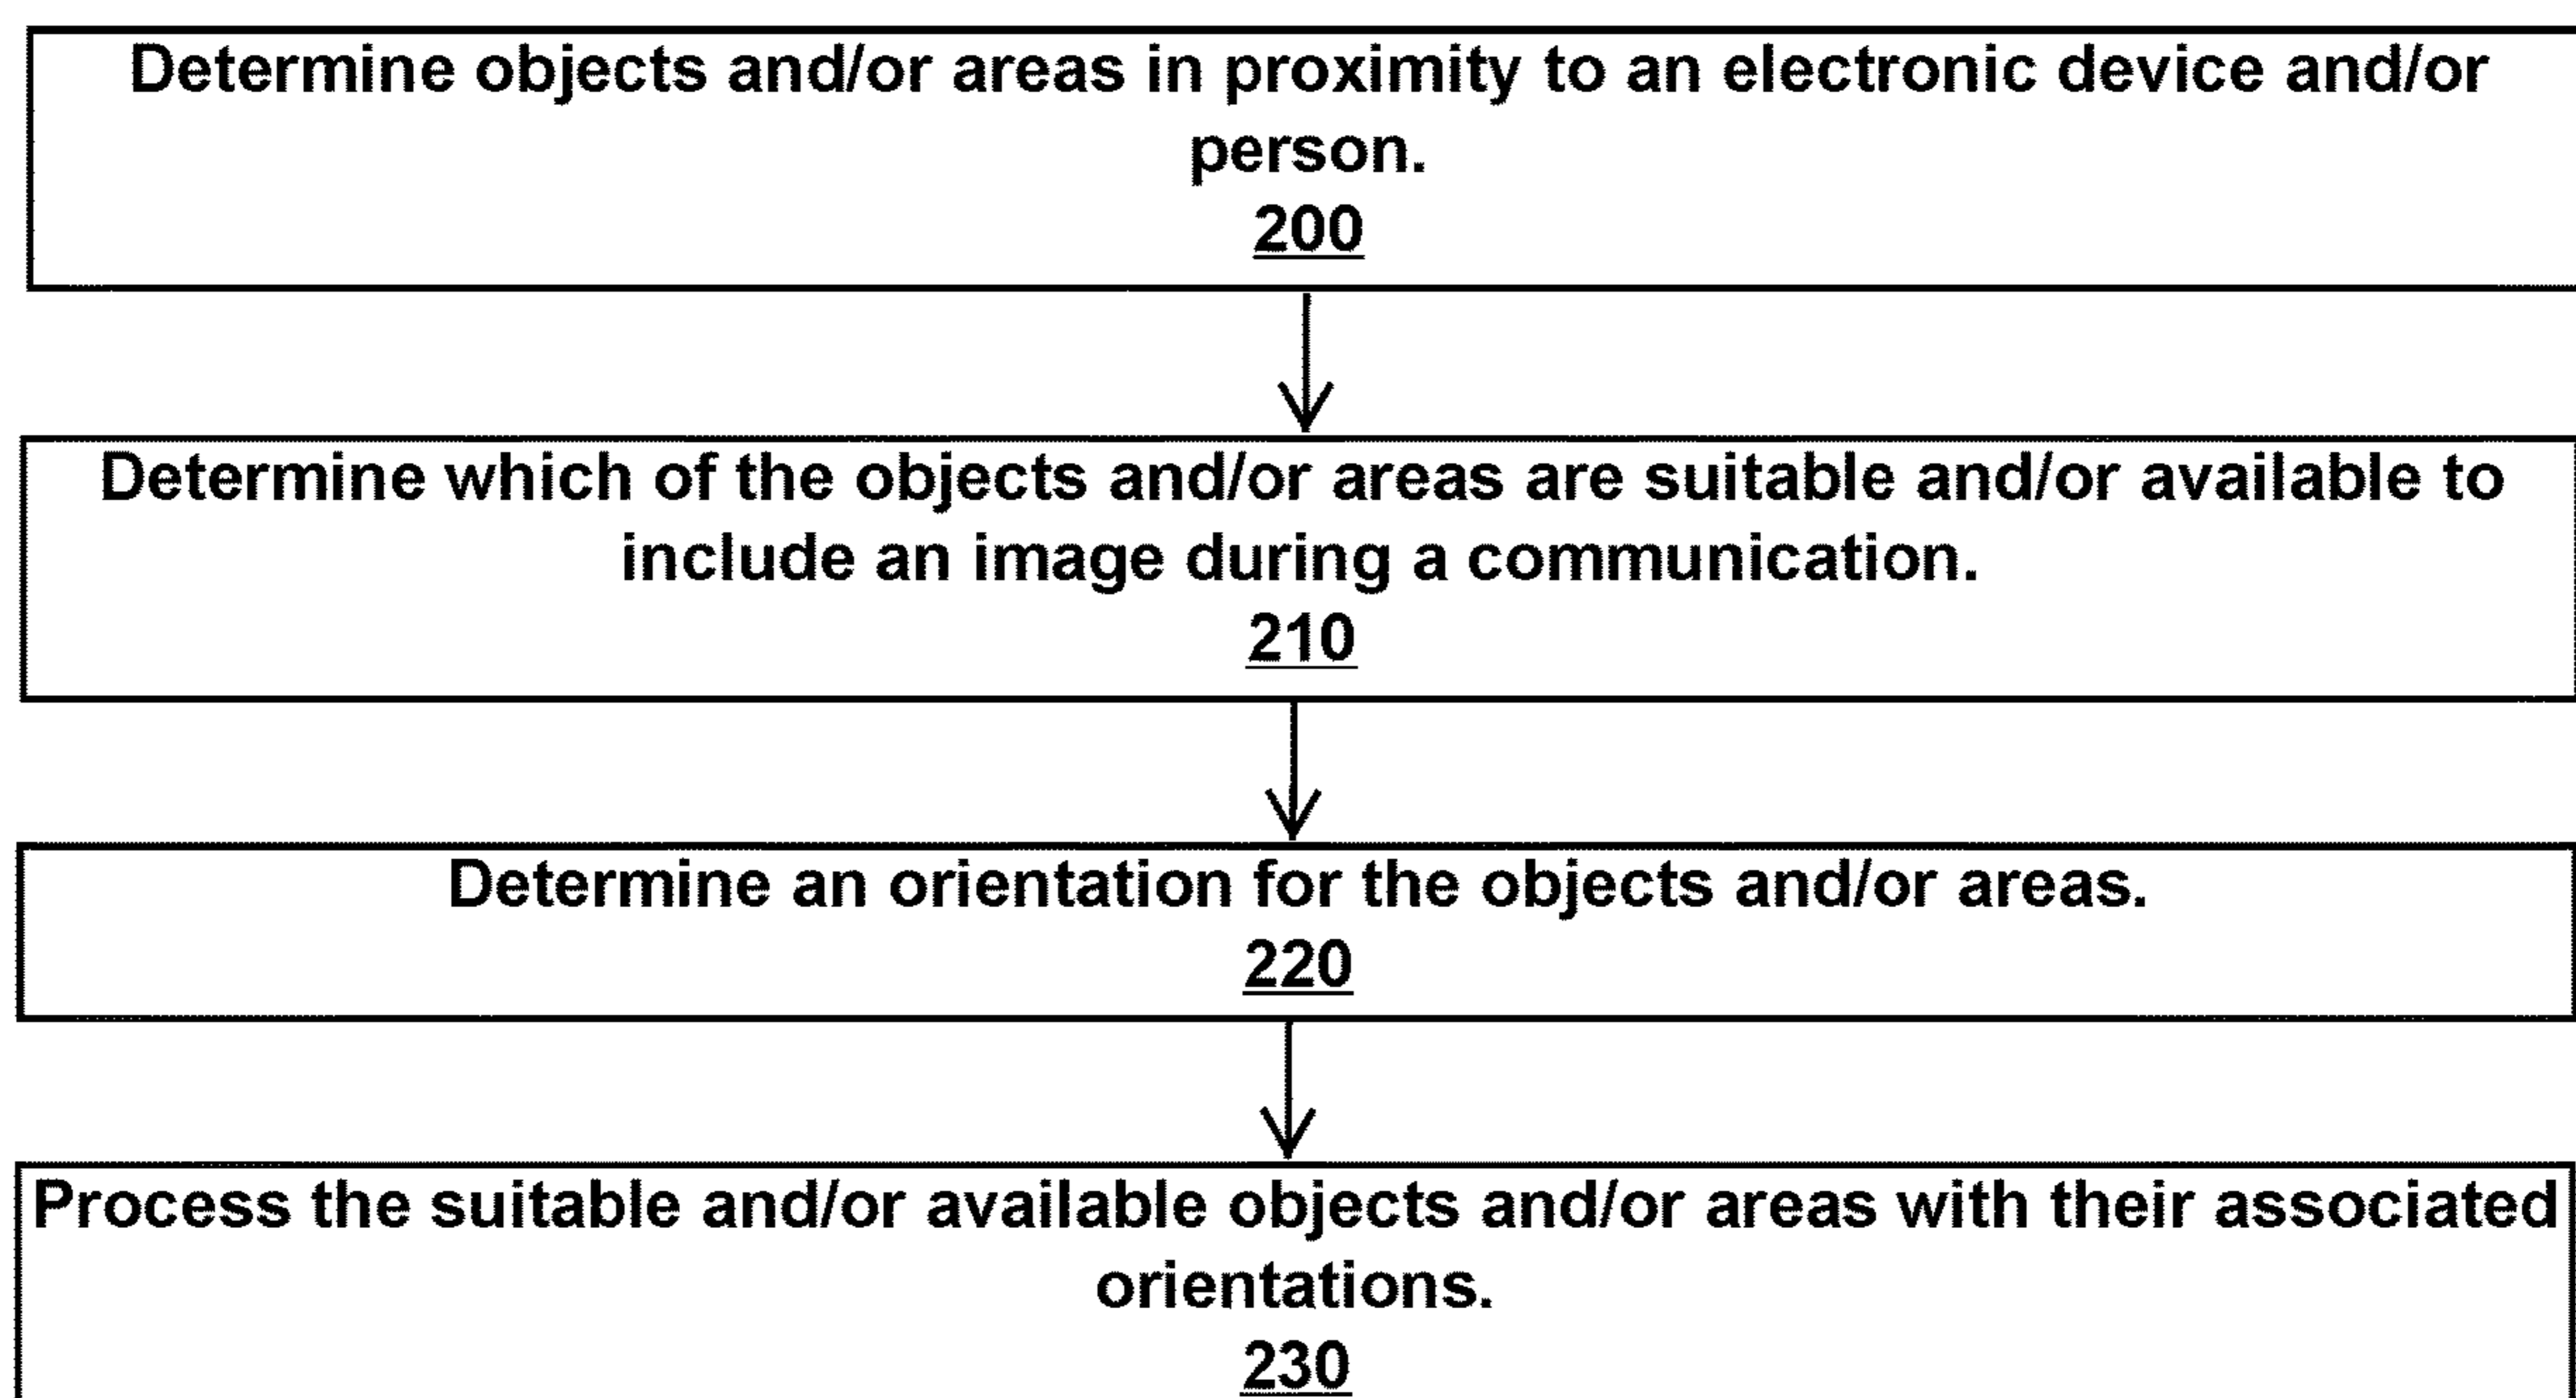 Determine objects and/or areas in proximity to an electronic device and/or
person.
200
Determine which of the objects and/or areas are suitable and/or available to
include an image during a communication.
210
Determine an orientation for the objects and/or areas.
220
Process the suitable and/or available objects and/or areas with their associated
orientations.
230